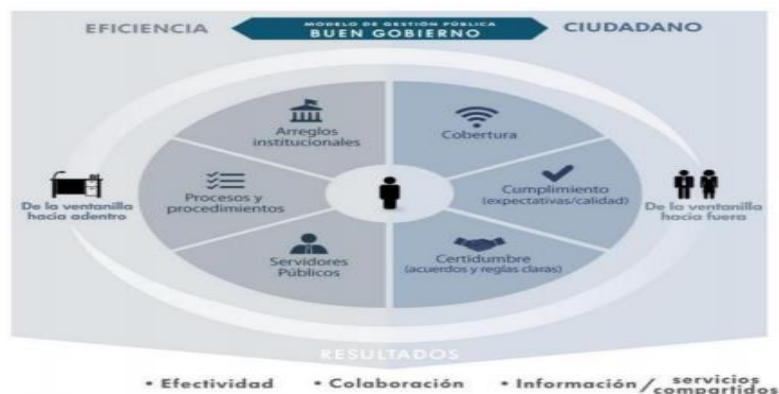 EFICIENCIA
MODELO DE GESTIÓN PÚBLICA
BUEN GOBIERNO
CIUDADANO
Arreglos
institucionales
Cobertura
De la ventanilla
hacia adentro
Procesos y
procedimientos
Cumplimiento
(expectativas/calidad)
De la ventanilla
hacia fuera
Servidores
Públicos
Certidumbre
(acuerdos y reglas claras)
RESULTADOS
• Efectividad • Colaboración • Información / servicios
compartidos